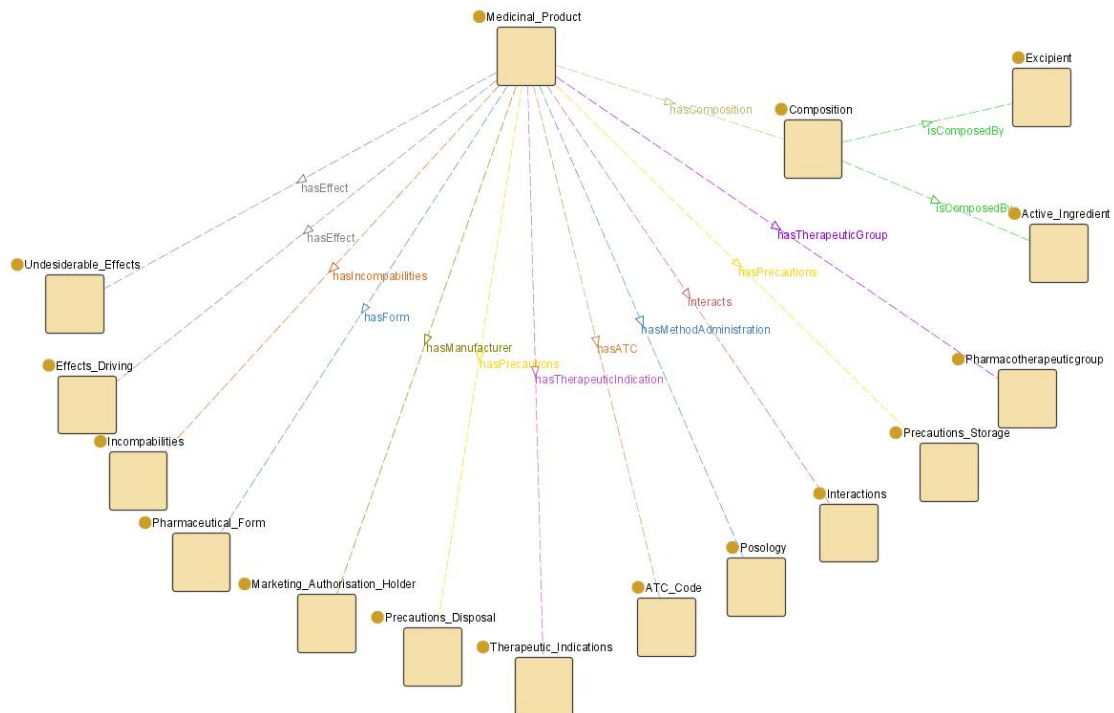 Medicinal_Product
Excipient
hasComposition
Composition
isComposedBy
isComposedBy
Active_Ingredient
hasEffect
hasTherapeuticGroup
hasEffect
Undesiderable_Effects
hasIncompabilities
hasPrecautions
Interacts
hasForm
hasMethodAdministration
hasManufacturer
hasATC
hasPrecautions
Effects_Driving
Pharmacotherapeuticgroup
hasTherapeuticIndication
Incompabilities
Precautions_Storage
Interactions
Pharmaceutical_Form
Posology
Marketing_Authorisation_Holder
ATC_Code
Precautions_Disposal
Therapeutic_Indications